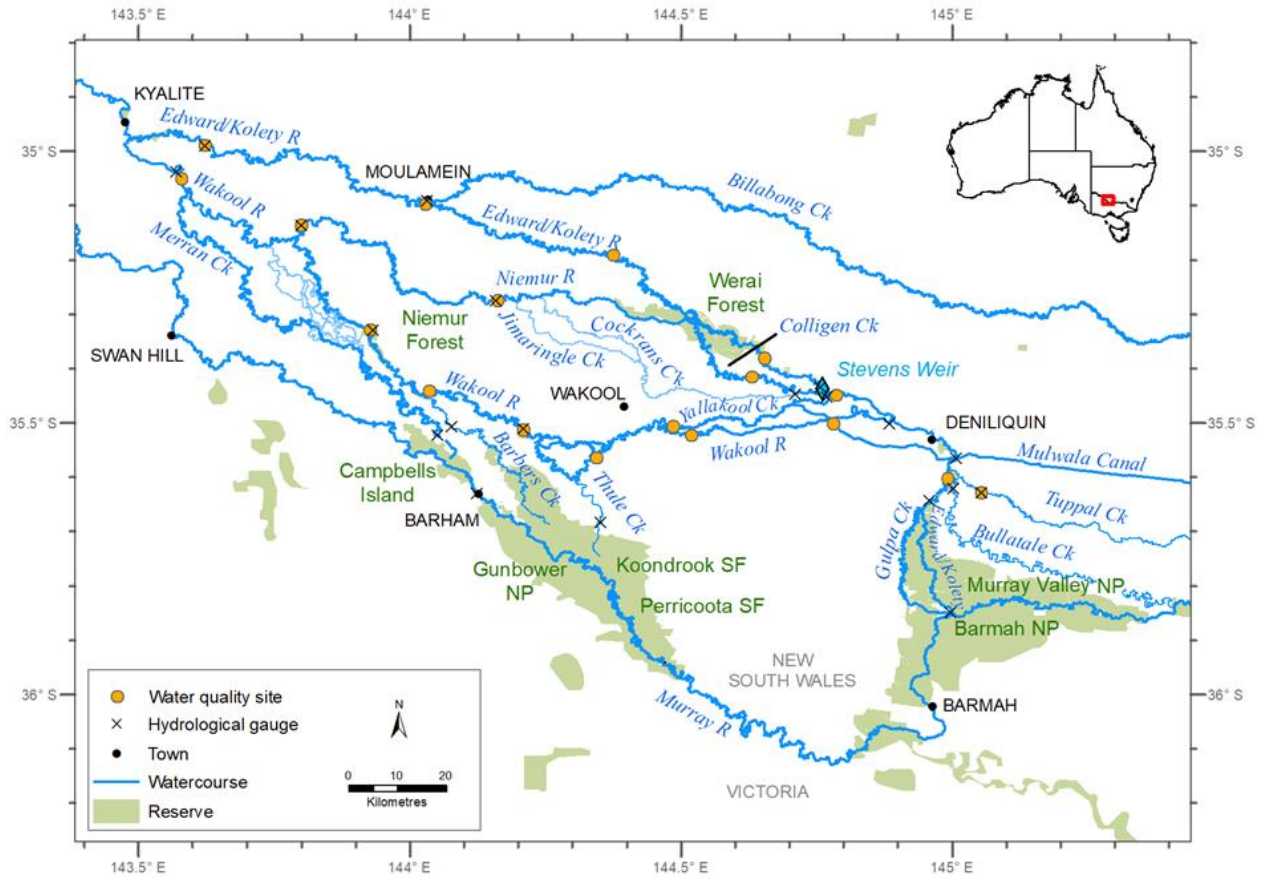 143.5° E
144° E
144.5° E
145° E
KYALITE
Edward/Kolety R
35° S
35° S
MOULAMEIN
Billabong Ck
Wakool R
Edward/Kolety R
Merran Ck
Niemur R
Werai
Forest
Niemur
Forest
Cockrans Ck
Colligen Ck
Jimaringle Ck
SWAN HILL
Stevens Weir
Wakool R
WAKOOL
Yallakool Ck
DENILIQUIN
35.5° S
35.5° S
Wakool R
Mulwala Canal
Campbells
Island
Barbers Ck
Thule Ck
Tuppal Ck
BARHAM
Gulpa Ck
Edward/Kolety
Bullatale Ck
Gunbower
NP
Koondrook SF
Murray Valley NP
Perricoota SF
Barmah NP
NEW
SOUTH WALES
36° S
36° S
Murray R
BARMAH
VICTORIA
Water quality site
Hydrological gauge
Town
Watercourse
Reserve
N
0 10 20
Kilometres
143.5° E
144° E
144.5° E
145° E